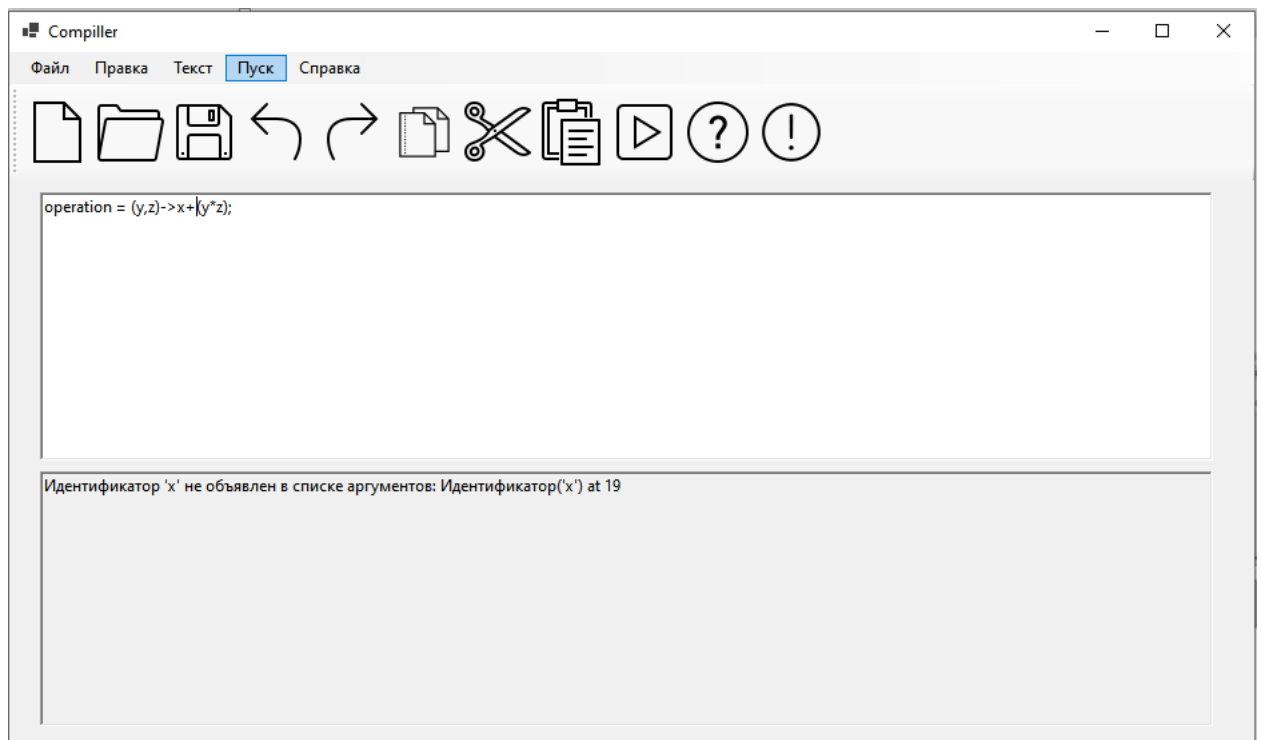 Compiller
Файл Правка Текст Пуск Справка
operation = (y,z)->x+(y*z);
Идентификатор 'x' не объявлен в списке аргументов: Идентификатор('x') at 19